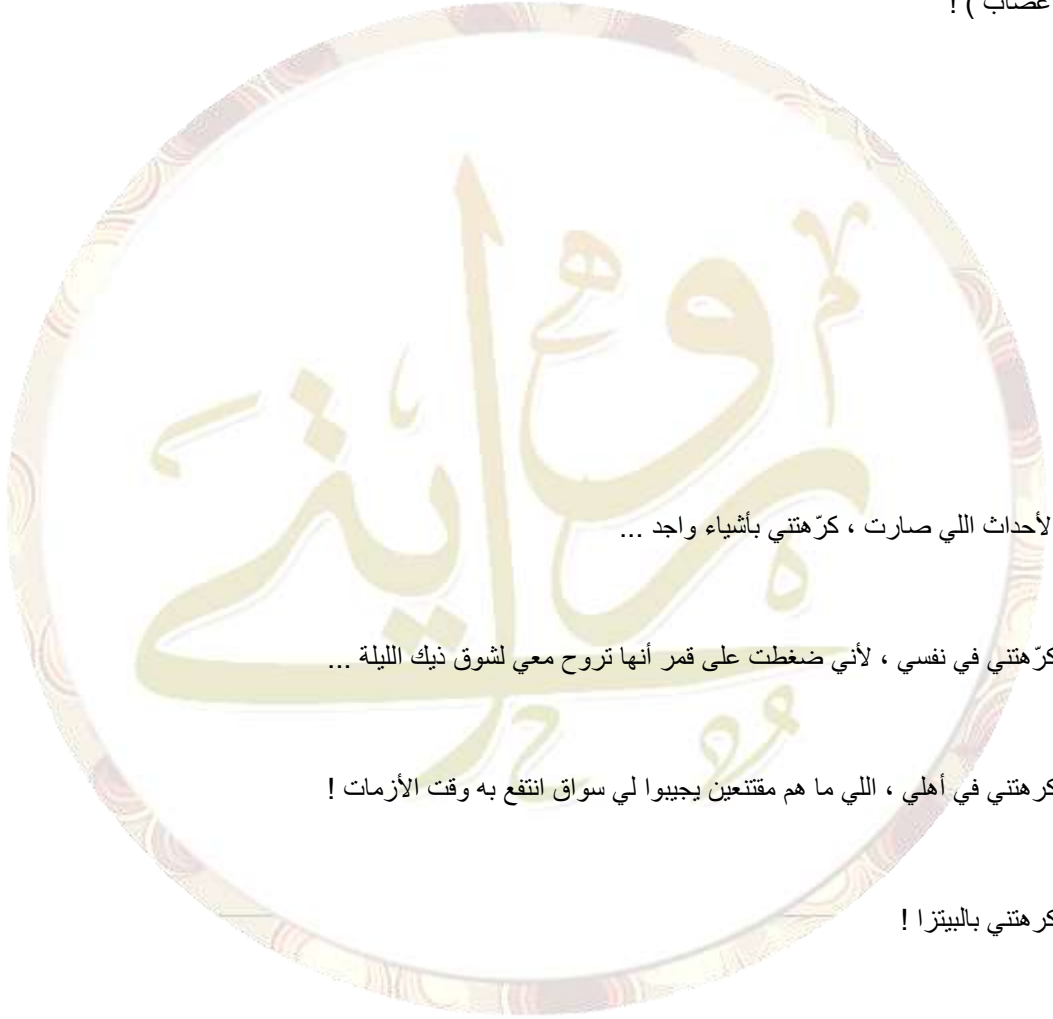 عصاب ) !
لأحداث اللي صارت ، كرّهتني بأشياء واجد ...
كرّهتني في نفسي ، لأني ضغطت على قمر أنها تروح معي لشوق ذيك الليلة ...
كرهتني في أهلي ، اللي ما هم مقتنعين يجيبوا لي سواق انتفع به وقت الأزمات !
كرهتني بالبيتزا !